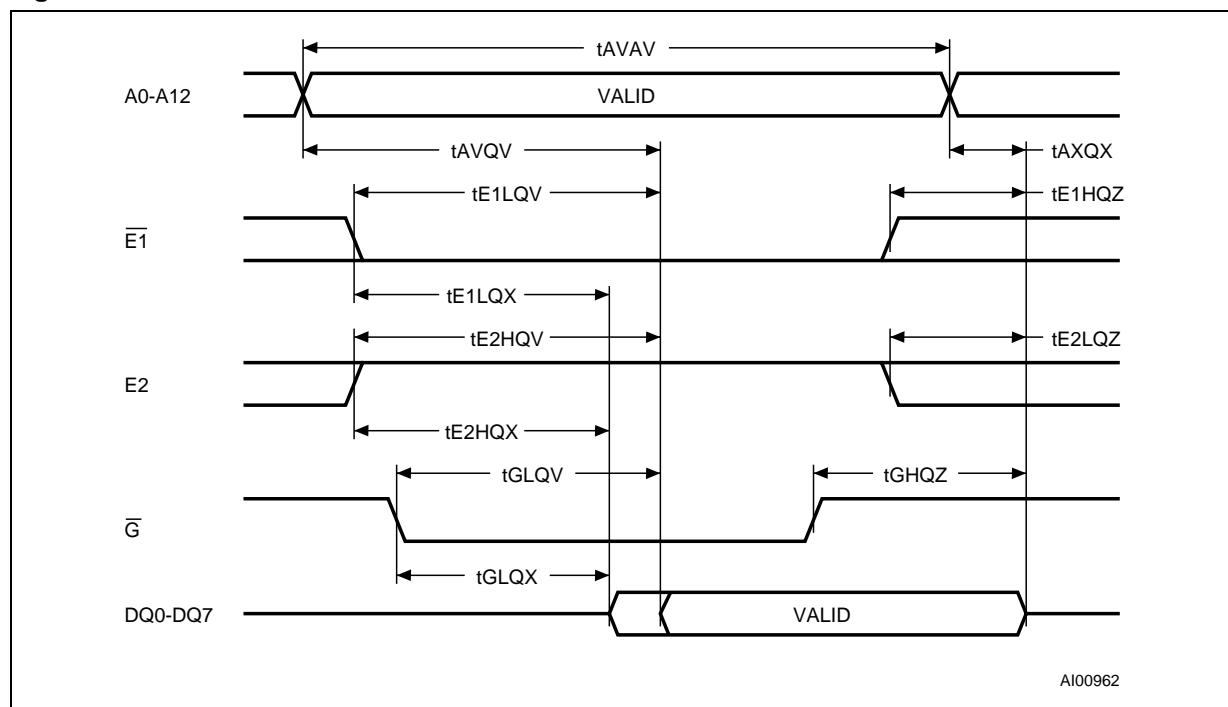 tAVAV
A0-A12 VALID
tAVQV tAXQX
tE1LQV tE1HQZ
E1
tE1LQX
tE2HQV tE2LQZ
E2
tE2HQX
tGLQV tGHQZ
G
tGLQX
DQ0-DQ7 VALID
AI00962